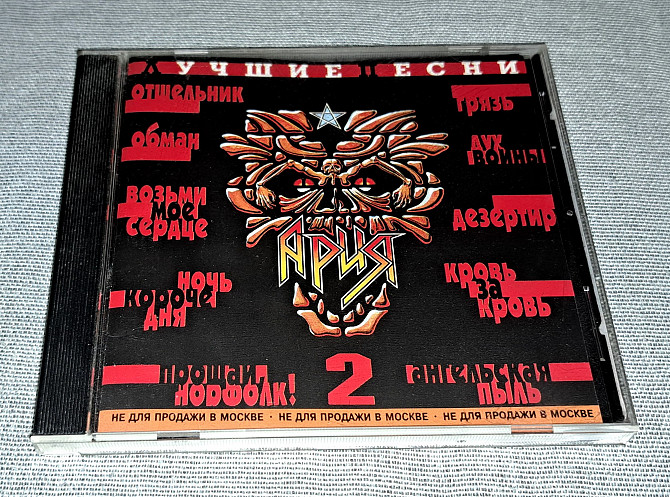 ЛУЧШИЕ ПЕСНИ
ОТШЕЛЬНИК
ОБМАН
ВОЗЬМИ
МОЕ
СЕРДЦЕ
НОЧЬ
КОРОЧЕ
ДНЯ
ПРОЩАЙ,
НОРФОЛК!
АРИЯ
2
ГРЯЗЬ
ДУХ
ВОЙНЫ
ДЕЗЕРТИР
КРОВЬ
ЗА
КРОВЬ
АНГЕЛЬСКАЯ
ПЫЛЬ
НЕ ДЛЯ ПРОДАЖИ В МОСКВЕ · НЕ ДЛЯ ПРОДАЖИ В МОСКВЕ · НЕ ДЛЯ ПРОДАЖИ В МОСКВЕ